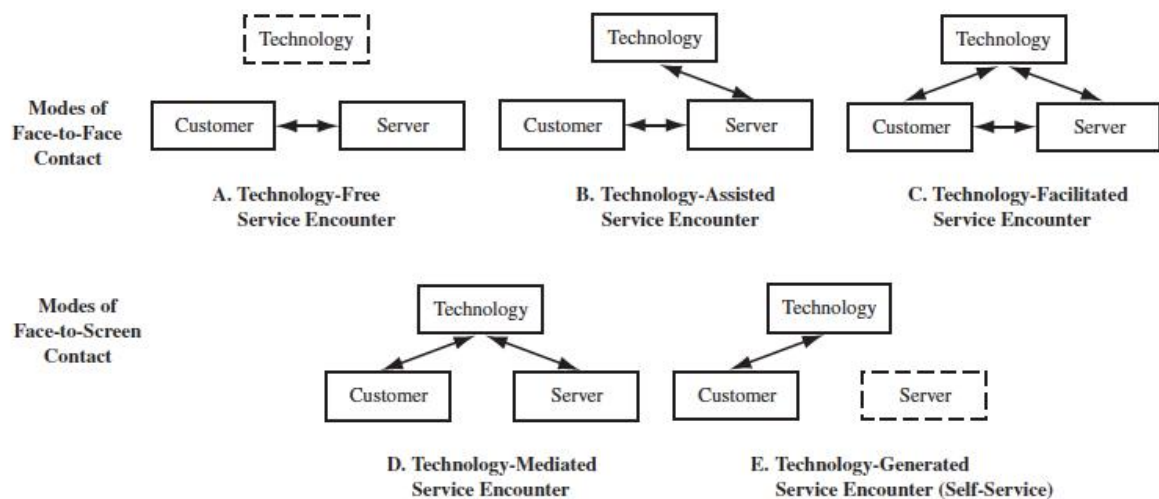 Technology
Technology
Technology
Modes of
Face-to-Face
Contact
Customer
Server
Customer
Server
Customer
Server
A. Technology-Free
Service Encounter
B. Technology-Assisted
Service Encounter
C. Technology-Facilitated
Service Encounter
Modes of
Face-to-Screen
Contact
Technology
Technology
Customer
Server
Customer
Server
D. Technology-Mediated
Service Encounter
E. Technology-Generated
Service Encounter (Self-Service)